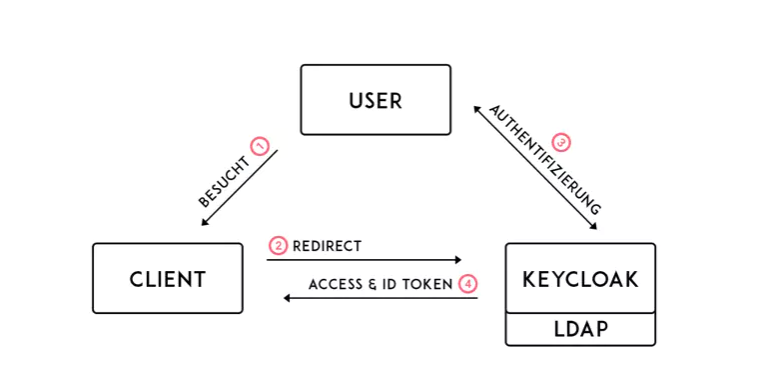 USER
BESUCHT 1
AUTHENTIFIZIERUNG 3
2 REDIRECT
CLIENT
ACCESS & ID TOKEN 4
KEYCLOAK
LDAP